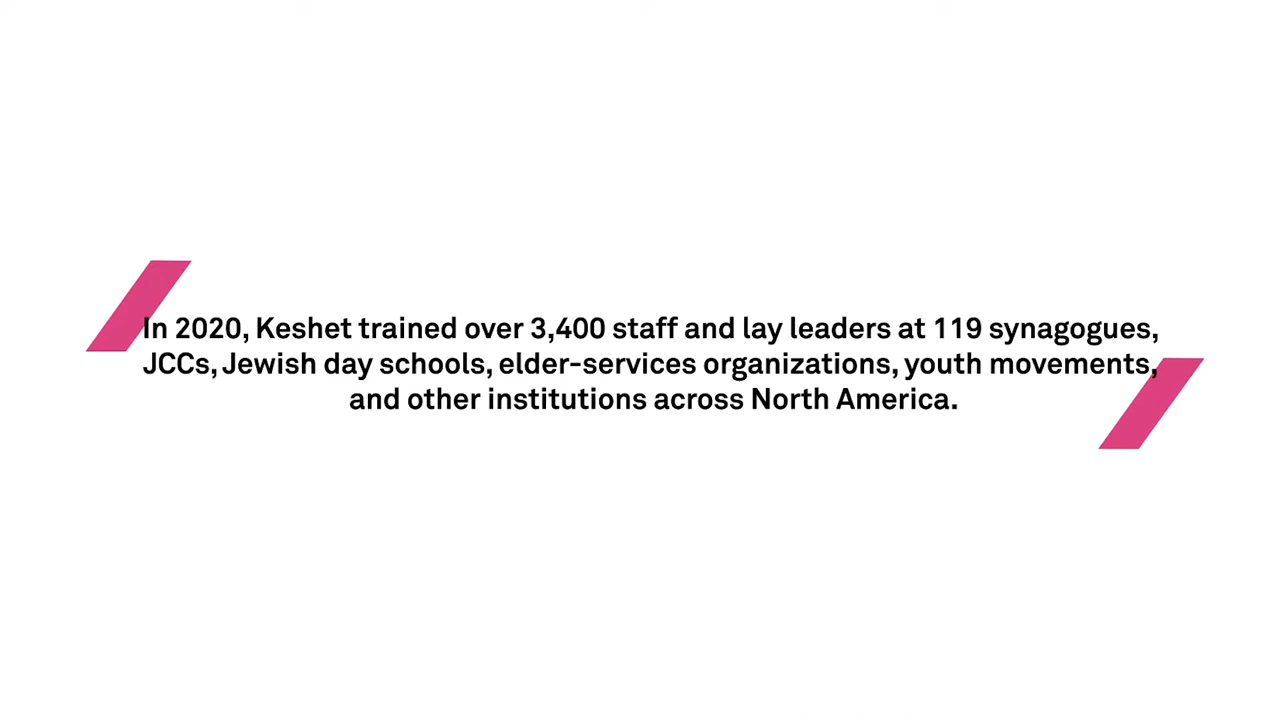 In 2020, Keshet trained over 3,400 staff and lay leaders at 119 synagogues,
JCCs, Jewish day schools, elder-services organizations, youth movements,
and other institutions across North America.